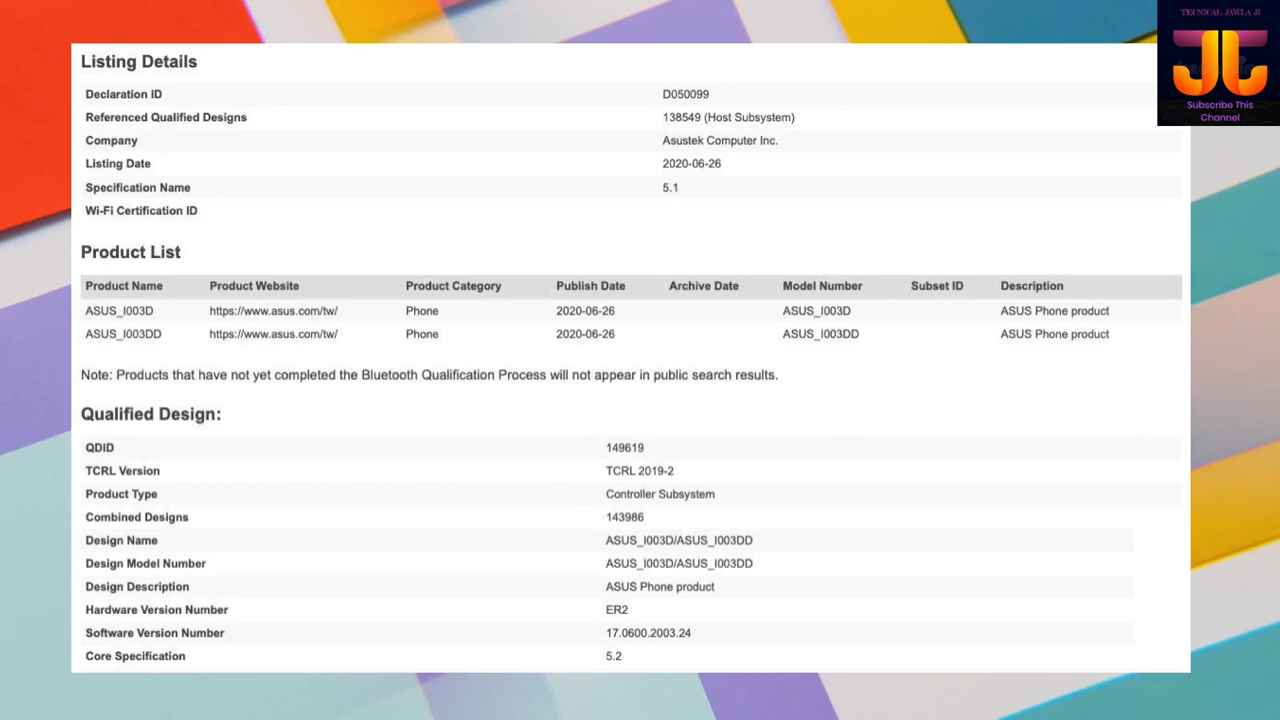 TECNICAL JAWLA JI
Subscribe This
Channel
Listing Details
Declaration ID D050099
Referenced Qualified Designs 138549 (Host Subsystem)
Company Asustek Computer Inc.
Listing Date 2020-06-26
Specification Name 5.1
Wi-Fi Certification ID
Product List
Product Name Product Website Product Category Publish Date Archive Date Model Number Subset ID Description
ASUS_I003D https://www.asus.com/tw/ Phone 2020-06-26 ASUS_I003D ASUS Phone product
ASUS_I003DD https://www.asus.com/tw/ Phone 2020-06-26 ASUS_I003DD ASUS Phone product
Note: Products that have not yet completed the Bluetooth Qualification Process will not appear in public search results.
Qualified Design:
QDID 149619
TCRL Version TCRL 2019-2
Product Type Controller Subsystem
Combined Designs 143986
Design Name ASUS_I003D/ASUS_I003DD
Design Model Number ASUS_I003D/ASUS_I003DD
Design Description ASUS Phone product
Hardware Version Number ER2
Software Version Number 17.0600.2003.24
Core Specification 5.2